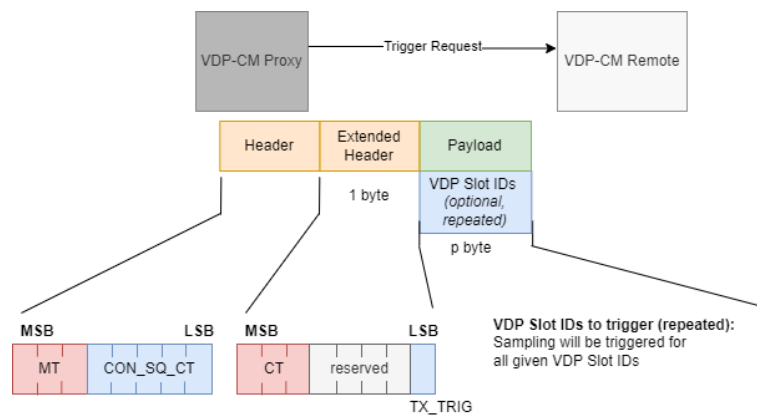 VDP-CM Proxy
Trigger Request
VDP-CM Remote
Header
Extended
Header
Payload
1 byte
VDP Slot IDs
(optional,
repeated)
p byte
MSB
LSB
MT
CON_SQ_CT
MSB
LSB
CT
reserved
TX_TRIG
VDP Slot IDs to trigger (repeated):
Sampling will be triggered for
all given VDP Slot IDs